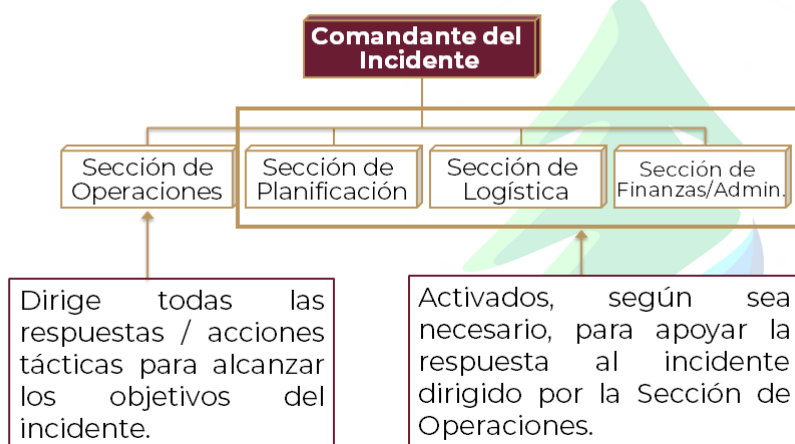 Comandante del
Incidente
Sección de
Operaciones
Sección de
Planificación
Sección de
Logística
Sección de
Finanzas/Admin.
Dirige todas las
respuestas / acciones
tácticas para alcanzar
los objetivos del
incidente.
Activados, según sea
necesario, para apoyar la
respuesta al incidente
dirigido por la Sección de
Operaciones.